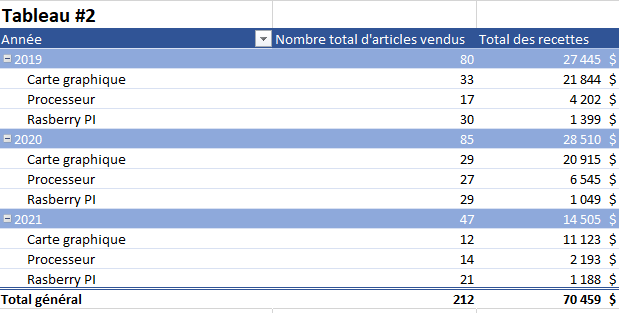 Tableau #2
Année Nombre total d'articles vendus Total des recettes
2019 80 27 445 $
Carte graphique 33 21 844 $
Processeur 17 4 202 $
Rasberry PI 30 1 399 $
2020 85 28 510 $
Carte graphique 29 20 915 $
Processeur 27 6 545 $
Rasberry PI 29 1 049 $
2021 47 14 505 $
Carte graphique 12 11 123 $
Processeur 14 2 193 $
Rasberry PI 21 1 188 $
Total général 212 70 459 $